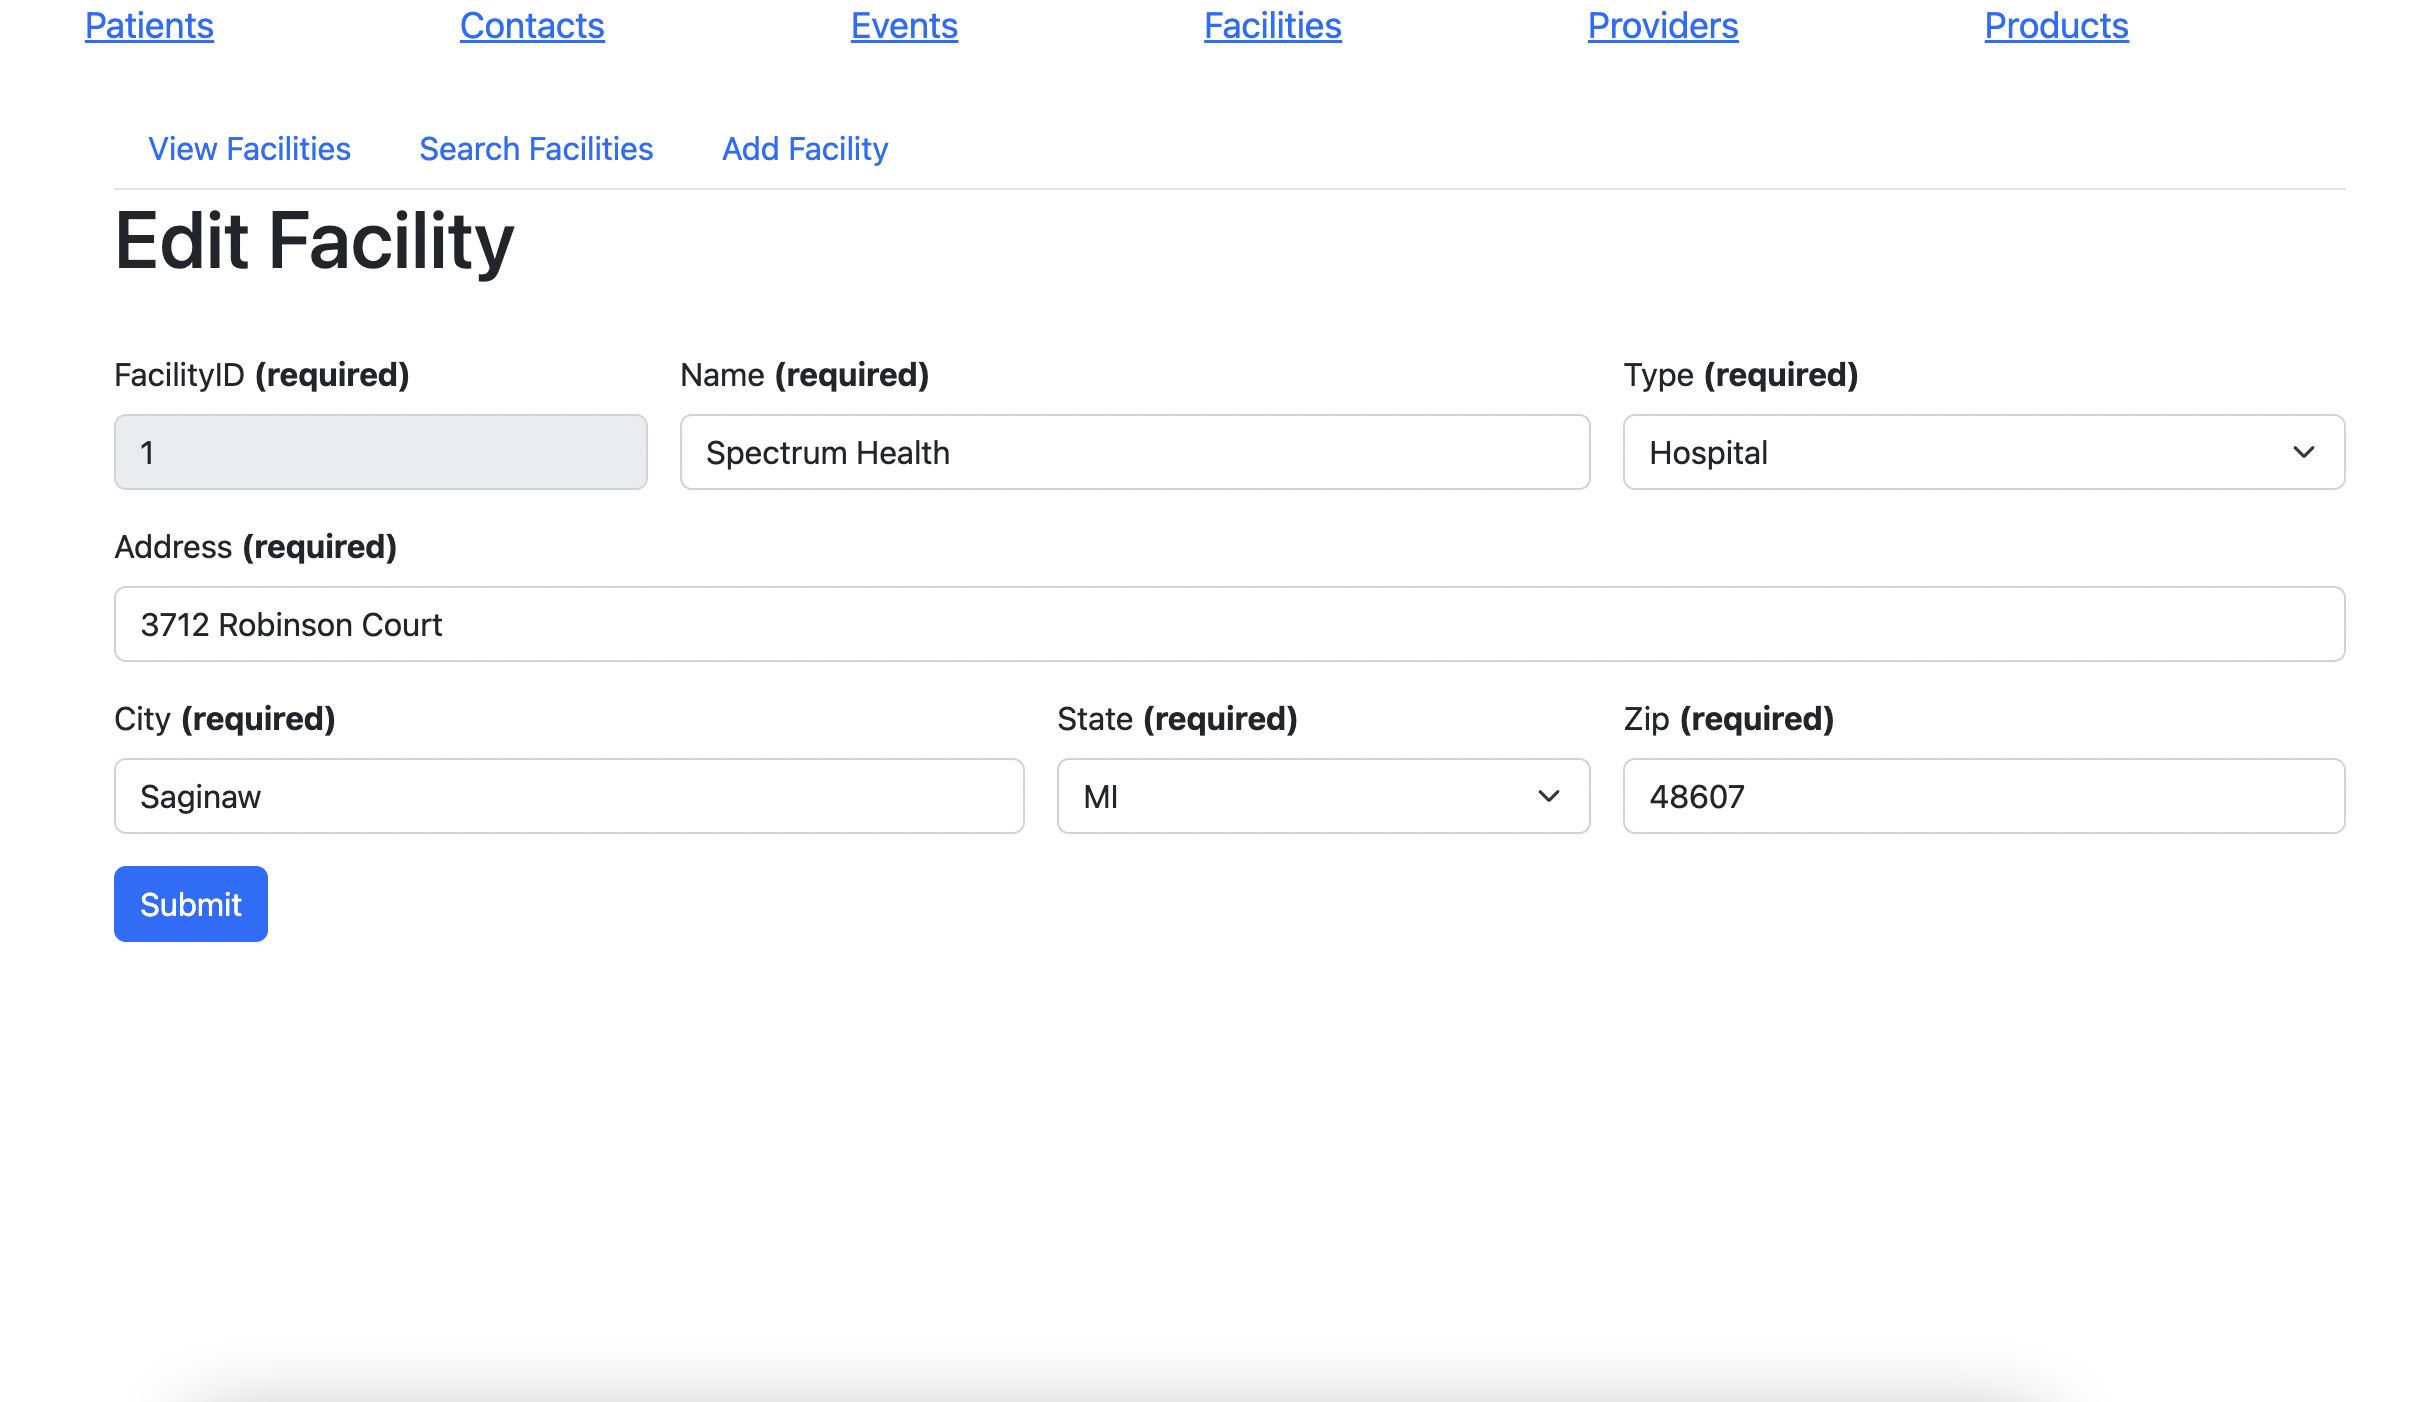 Patients Contacts Events Facilities Providers Products
View Facilities Search Facilities Add Facility
Edit Facility
FacilityID (required) Name (required) Type (required)
1 Spectrum Health Hospital
Address (required)
3712 Robinson Court
City (required) State (required) Zip (required)
Saginaw MI 48607
Submit